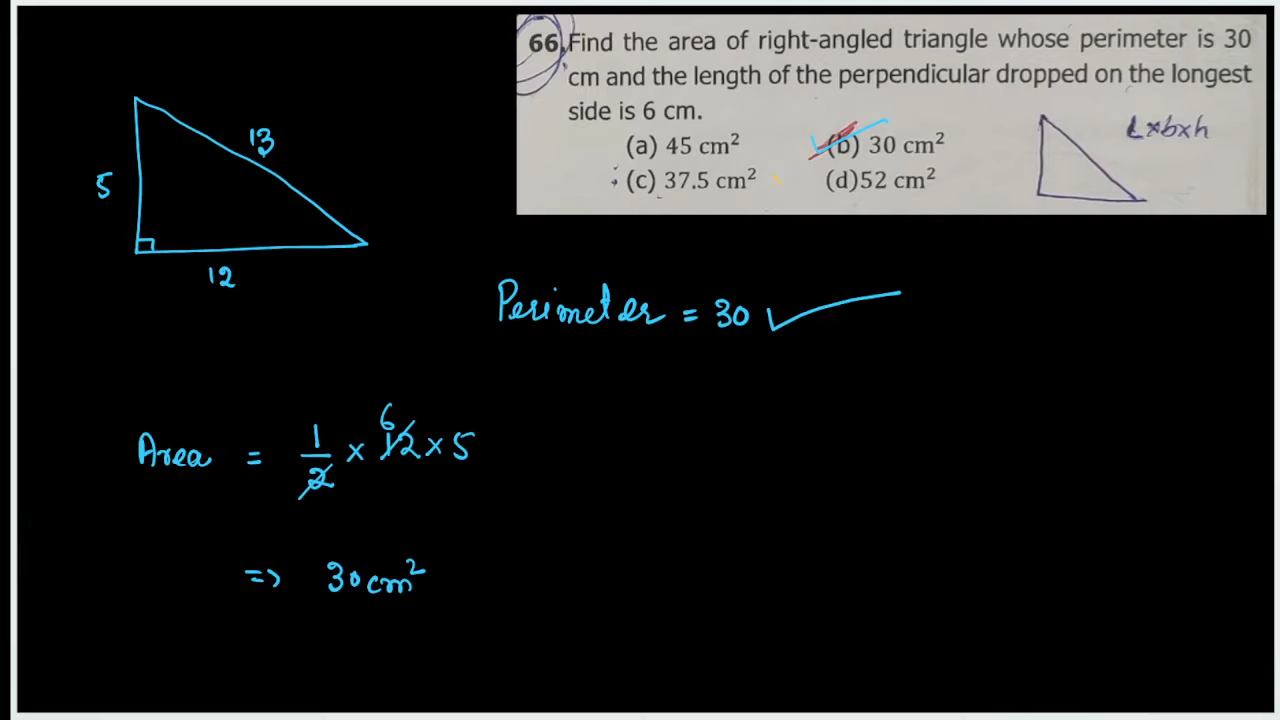 66. Find the area of right-angled triangle whose perimeter is 30
cm and the length of the perpendicular dropped on the longest
side is 6 cm.
(a) 45 cm² (b) 30 cm²
(c) 37.5 cm² (d)52 cm²
L×b×h
13
5
12
Perimeter = 30
Area = 1/2 × 12 × 5
6
=> 30cm²